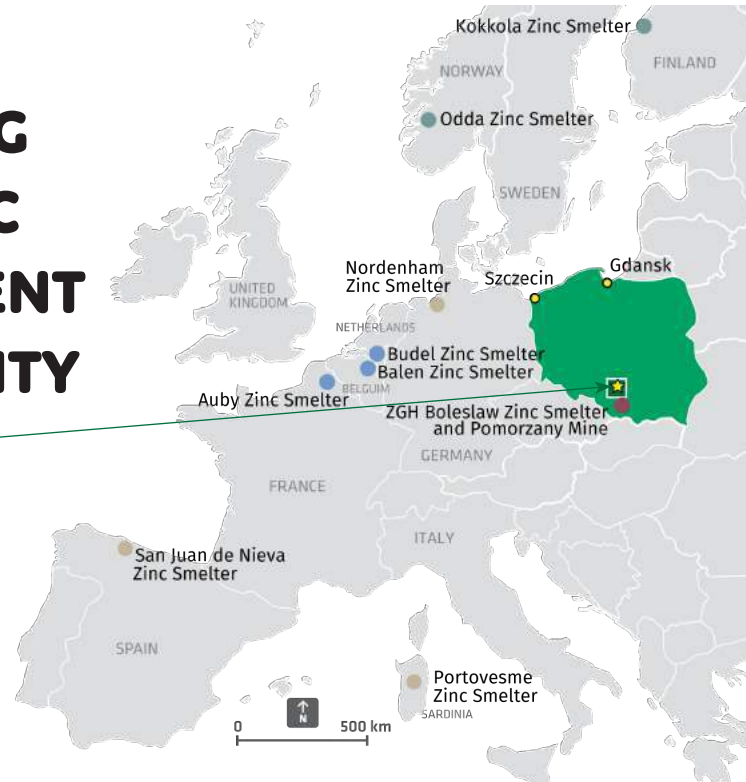 G
C
ENT
ITY
Kokkola Zinc Smelter
FINLAND
NORWAY
Odda Zinc Smelter
SWEDEN
Nordenham
Zinc Smelter
Szczecin
Gdansk
UNITED
KINGDOM
NETHERLANDS
Budel Zinc Smelter
Balen Zinc Smelter
BELGUIM
Auby Zinc Smelter
ZGH Boleslaw Zinc Smelter
and Pomorzany Mine
GERMANY
FRANCE
ITALY
San Juan de Nieva
Zinc Smelter
SPAIN
Portovesme
Zinc Smelter
SARDINIA
N
0 500 km